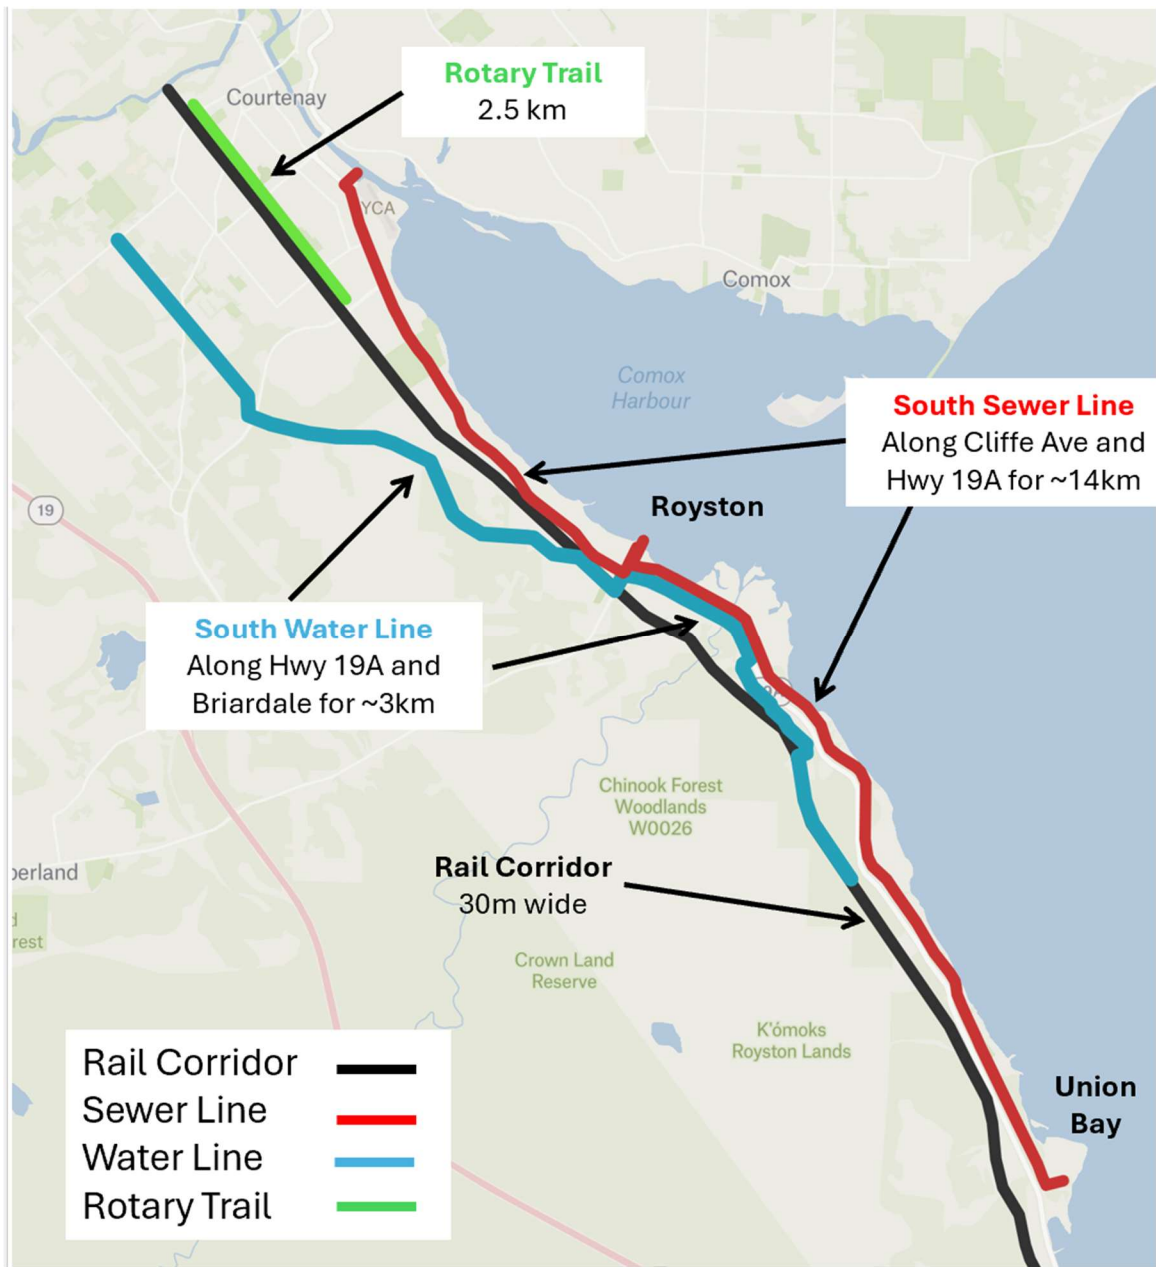 Rotary Trail
2.5 km
Courtenay
YCA
Comox
Comox
Harbour
South Sewer Line
Along Cliffe Ave and
Hwy 19A for ~14km
Royston
19
South Water Line
Along Hwy 19A and
Briardale for ~3km
Chinook Forest
Woodlands
W0026
Rail Corridor
30m wide
berland
d
rest
Crown Land
Reserve
K'ómoks
Royston Lands
Union
Bay
Rail Corridor
Sewer Line
Water Line
Rotary Trail